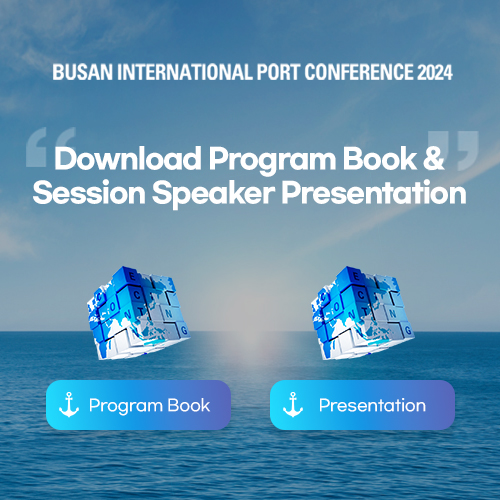 BUSAN INTERNATIONAL PORT CONFERENCE 2024
“Download Program Book &”
Session Speaker Presentation
Program Book
Presentation